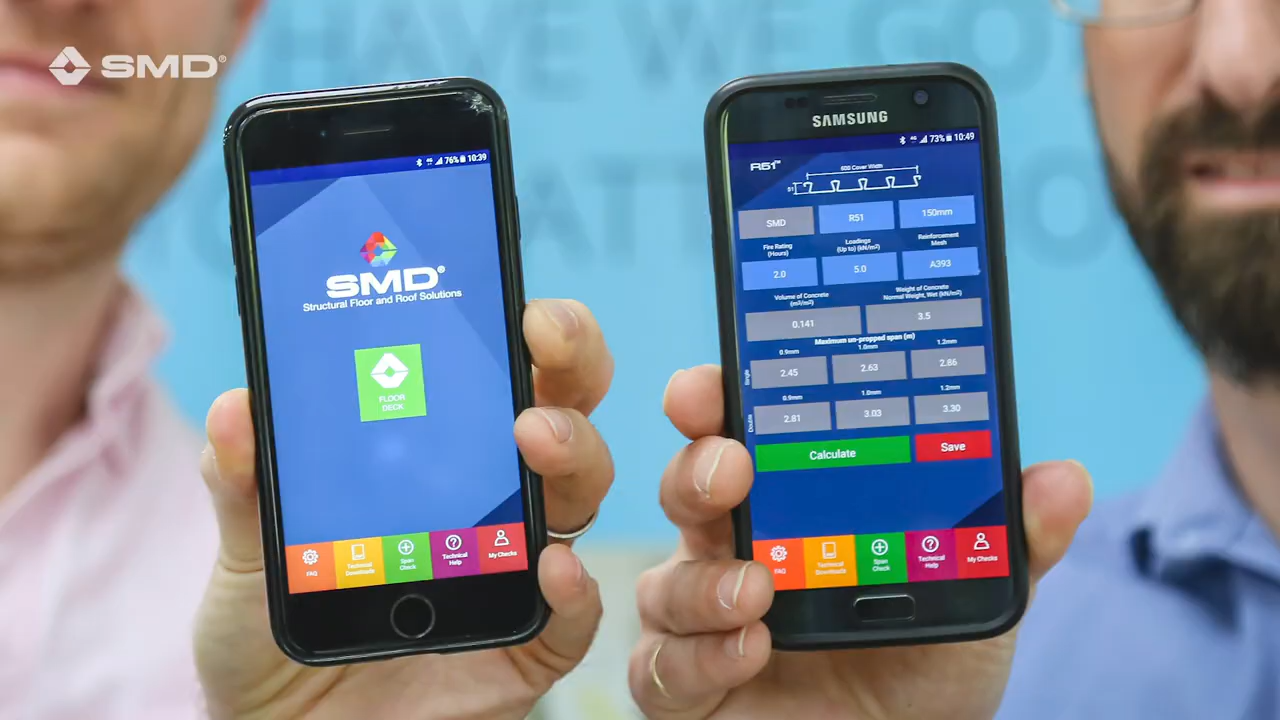 SMD®
HAVE WE GO
76% 10:39
SMD®
Structural Floor and Roof Solutions
FLOOR
DECK
FAQ
Technical
Downloads
Span
Check
Technical
Help
My Checks
SAMSUNG
73% 10:49
R51™
600 Cover Width
51
SMD
R51
150mm
Fire Rating
(Hours)
Loadings
(Up to) (kN/m²)
Reinforcement
Mesh
2.0
5.0
A393
Volume of Concrete
(m³/m²)
Weight of Concrete
Normal Weight, Wet (kN/m²)
0.141
3.5
Maximum un-propped span (m)
0.9mm
1.0mm
1.2mm
Single
2.45
2.63
2.86
0.9mm
1.0mm
1.2mm
Double
2.81
3.03
3.30
Calculate
Save
FAQ
Technical
Downloads
Span
Check
Technical
Help
My Checks